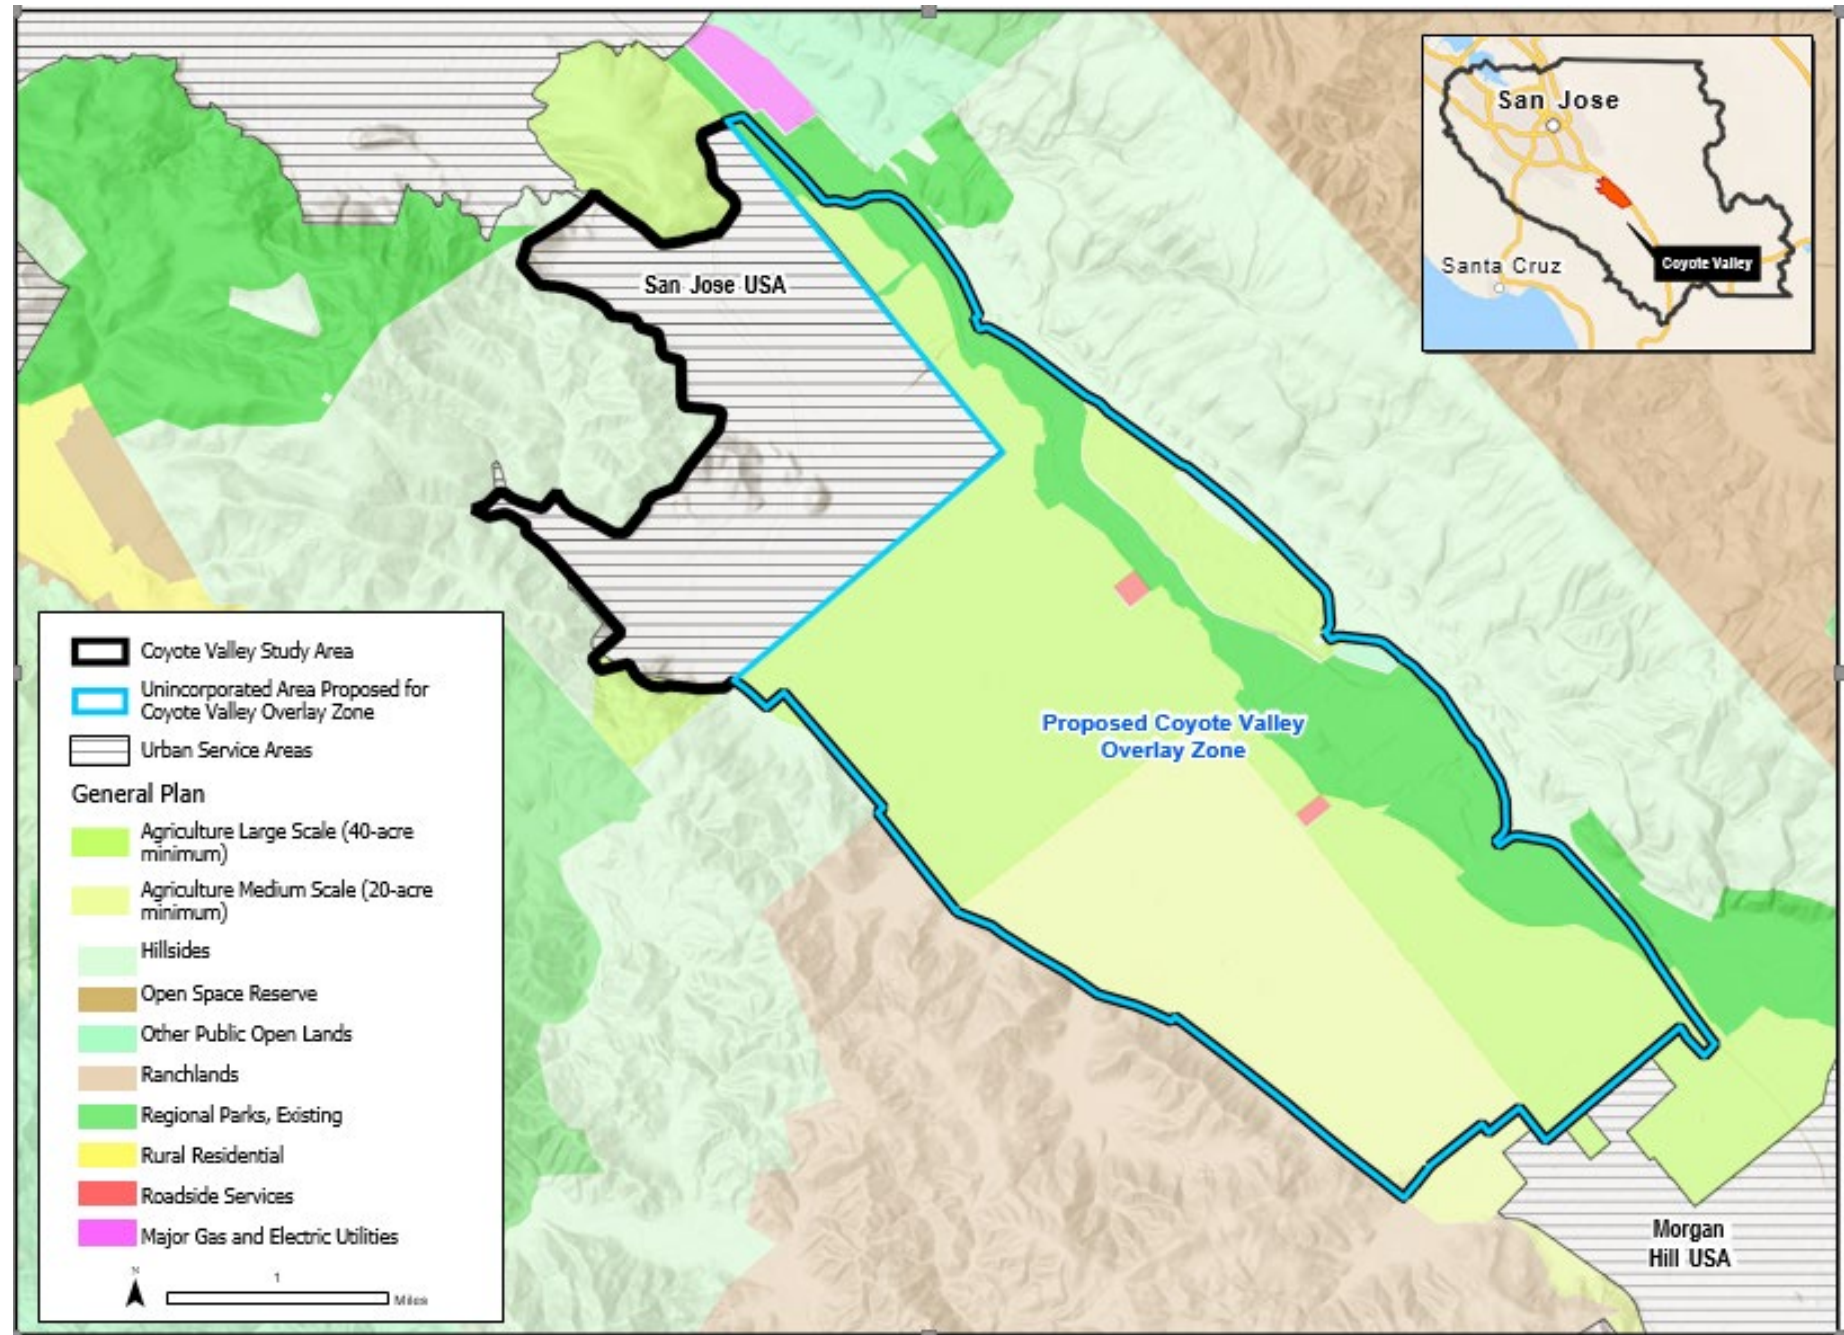 San Jose
Santa Cruz
Coyote Valley
San Jose USA
Proposed Coyote Valley
Overlay Zone
Morgan
Hill USA
Coyote Valley Study Area
Unincorporated Area Proposed for
Coyote Valley Overlay Zone
Urban Service Areas
General Plan
Agriculture Large Scale (40-acre
minimum)
Agriculture Medium Scale (20-acre
minimum)
Hillsides
Open Space Reserve
Other Public Open Lands
Ranchlands
Regional Parks, Existing
Rural Residential
Roadside Services
Major Gas and Electric Utilities
N
1
Miles